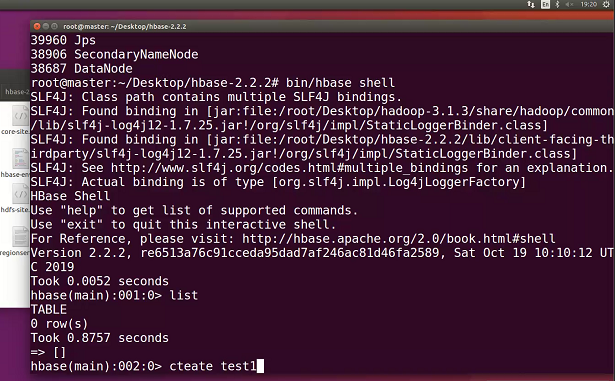 En
19:20
root@master: ~/Desktop/hbase-2.2.2
39960 Jps
38906 SecondaryNameNode
38687 DataNode
root@master:~/Desktop/hbase-2.2.2# bin/hbase shell
SLF4J: Class path contains multiple SLF4J bindings.
SLF4J: Found binding in [jar:file:/root/Desktop/hadoop-3.1.3/share/hadoop/common
/lib/slf4j-log4j12-1.7.25.jar!/org/slf4j/impl/StaticLoggerBinder.class]
SLF4J: Found binding in [jar:file:/root/Desktop/hbase-2.2.2/lib/client-facing-th
irdparty/slf4j-log4j12-1.7.25.jar!/org/slf4j/impl/StaticLoggerBinder.class]
SLF4J: See http://www.slf4j.org/codes.html#multiple_bindings for an explanation.
SLF4J: Actual binding is of type [org.slf4j.impl.Log4jLoggerFactory]
HBase Shell
Use "help" to get list of supported commands.
Use "exit" to quit this interactive shell.
For Reference, please visit: http://hbase.apache.org/2.0/book.html#shell
Version 2.2.2, re6513a76c91cceda95dad7af246ac81d46fa2589, Sat Oct 19 10:10:12 UT
C 2019
Took 0.0052 seconds
hbase(main):001:0> list
TABLE
0 row(s)
Took 0.8757 seconds
=> []
hbase(main):002:0> cteate test1
hbase-2
core-site
hbase-en
hdfs-site.
regionser